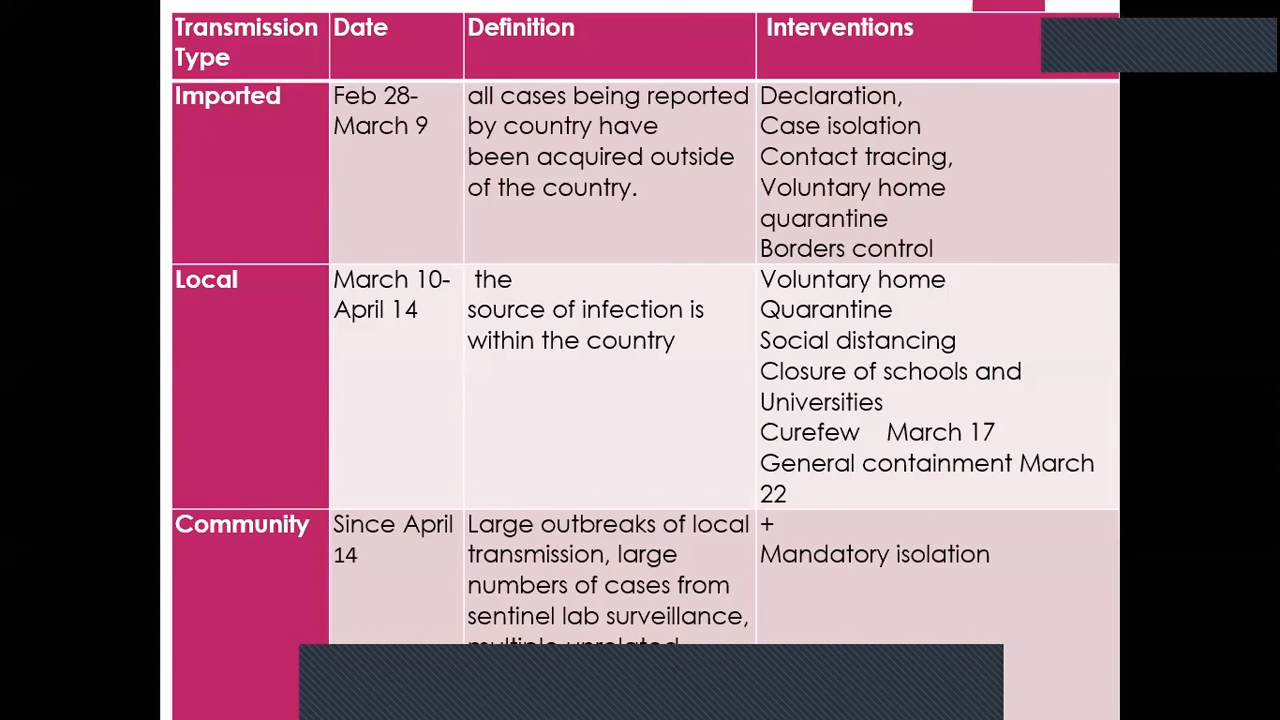 Transmission Type
Date
Definition
Interventions
Imported
Feb 28-
March 9
all cases being reported
by country have
been acquired outside
of the country.
Declaration,
Case isolation
Contact tracing,
Voluntary home
quarantine
Borders control
Local
March 10-
April 14
the
source of infection is
within the country
Voluntary home
Quarantine
Social distancing
Closure of schools and
Universities
Curefew March 17
General containment March
22
Community
Since April
14
Large outbreaks of local
transmission, large
numbers of cases from
sentinel lab surveillance,
multiple unrelated
+
Mandatory isolation